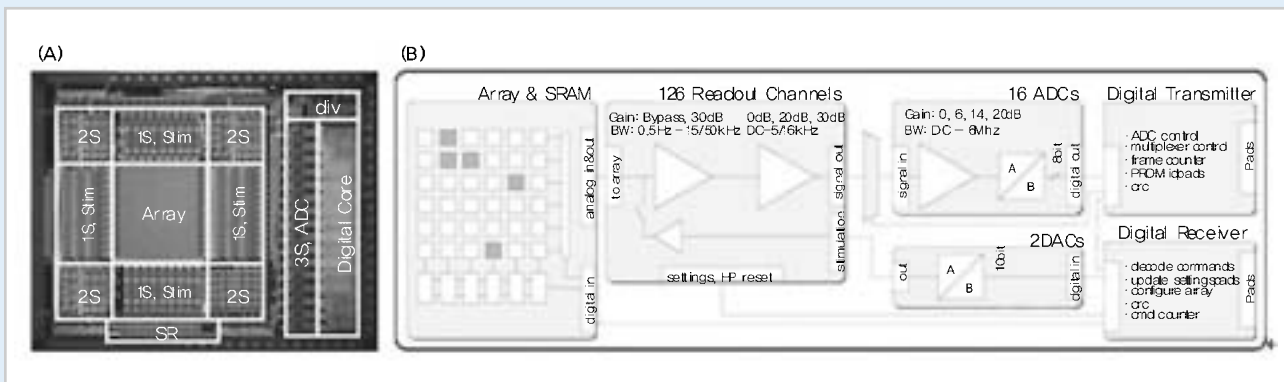 (A)
div
2S
1S, Stim
2S
1S, Stim
Array
1S, Stim
3S, ADC
Digital Core
2S
1S, Stim
2S
SR
(B)
Array & SRAM
analog in&out
digital in
126 Readout Channels
Gain: Bypass, 30dB 0dB, 20dB, 30dB
BW: 0,5Hz - 15/50kHz DC-5/16kHz
to array
signal out
stimulation
settings, HP reset
16 ADCs
Gain: 0, 6, 14, 20dB
BW: DC - 6Mhz
signal in
A
B
8bit
digital out
2DACs
out
A
B
10bit
digital in
Digital Transmitter
· ADC control
· multiplexer control
· frame counter
· PROM iqpads
· crc
Pads
Digital Receiver
· decode commands
· update settingspads
· configure array
· crc
· cmd counter
Pads